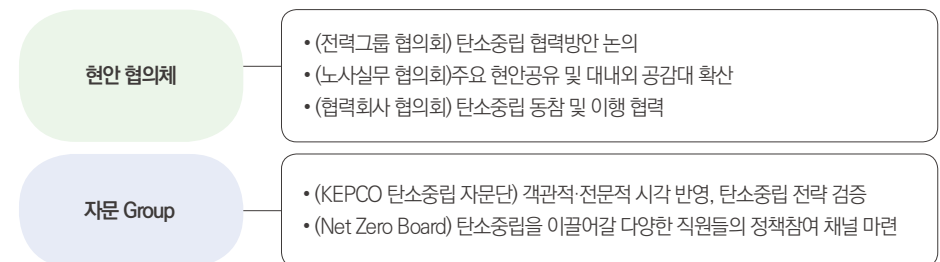 현안 협의체
• (전력그룹 협의회) 탄소중립 협력방안 논의
• (노사실무 협의회)주요 현안공유 및 대내외 공감대 확산
• (협력회사 협의회) 탄소중립 동참 및 이행 협력
자문 Group
• (KEPCO 탄소중립 자문단) 객관적·전문적 시각 반영, 탄소중립 전략 검증
• (Net Zero Board) 탄소중립을 이끌어갈 다양한 직원들의 정책참여 채널 마련